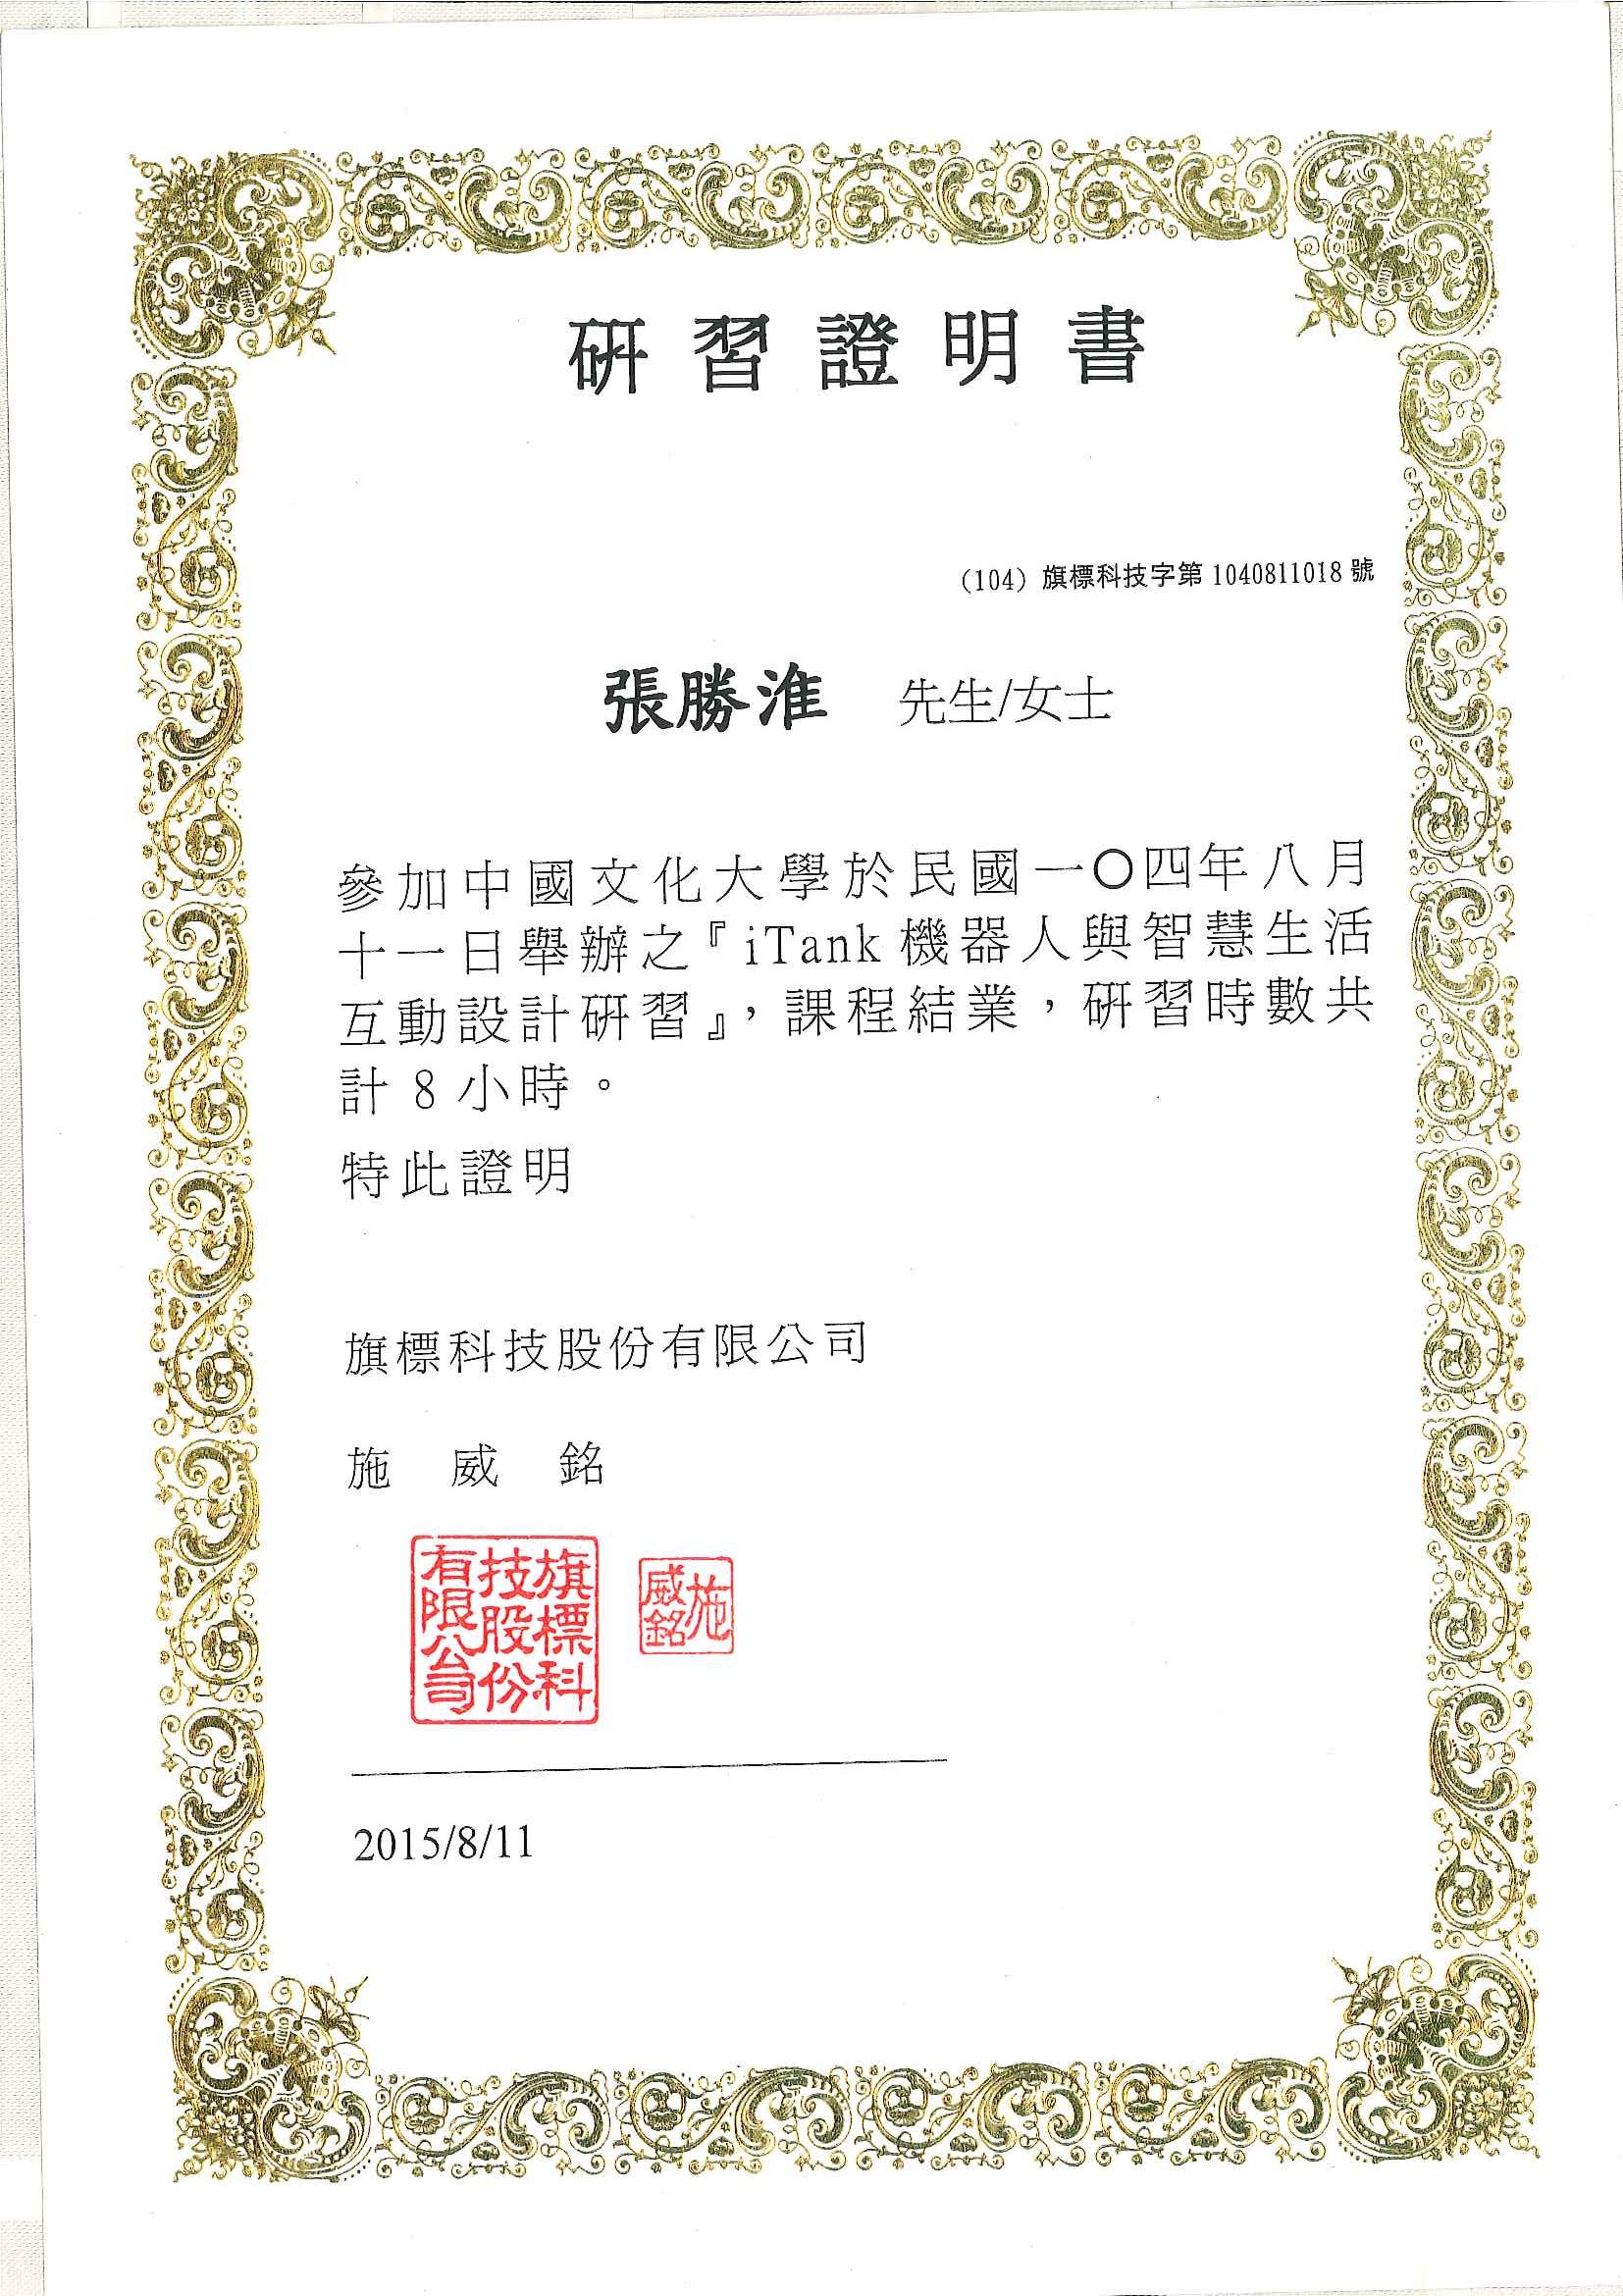 研習證明書
（104）旗標科技字第 1040811018 號
張勝淮 先生/女士
參加中國文化大學於民國一〇四年八月
十一日舉辦之『iTank 機器人與智慧生活
互動設計研習』，課程結業，研習時數共
計 8 小時。
特此證明
旗標科技股份有限公司
施 威 銘
旗標科
技股份
有限公司
施
威銘
2015/8/11